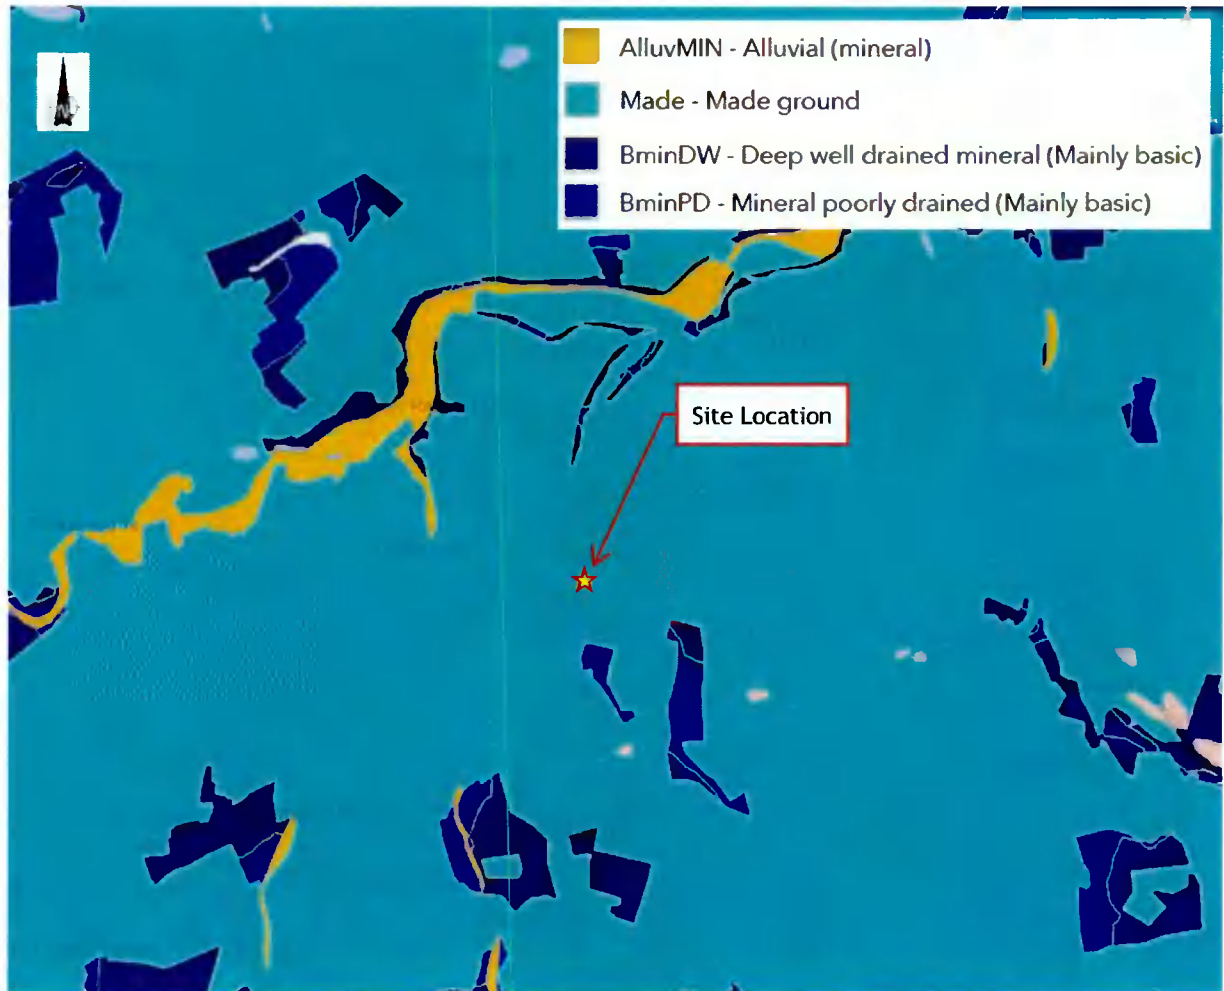 AlluvMIN - Alluvial (mineral)
Made - Made ground
BminDW - Deep well drained mineral (Mainly basic)
BminPD - Mineral poorly drained (Mainly basic)
Site Location